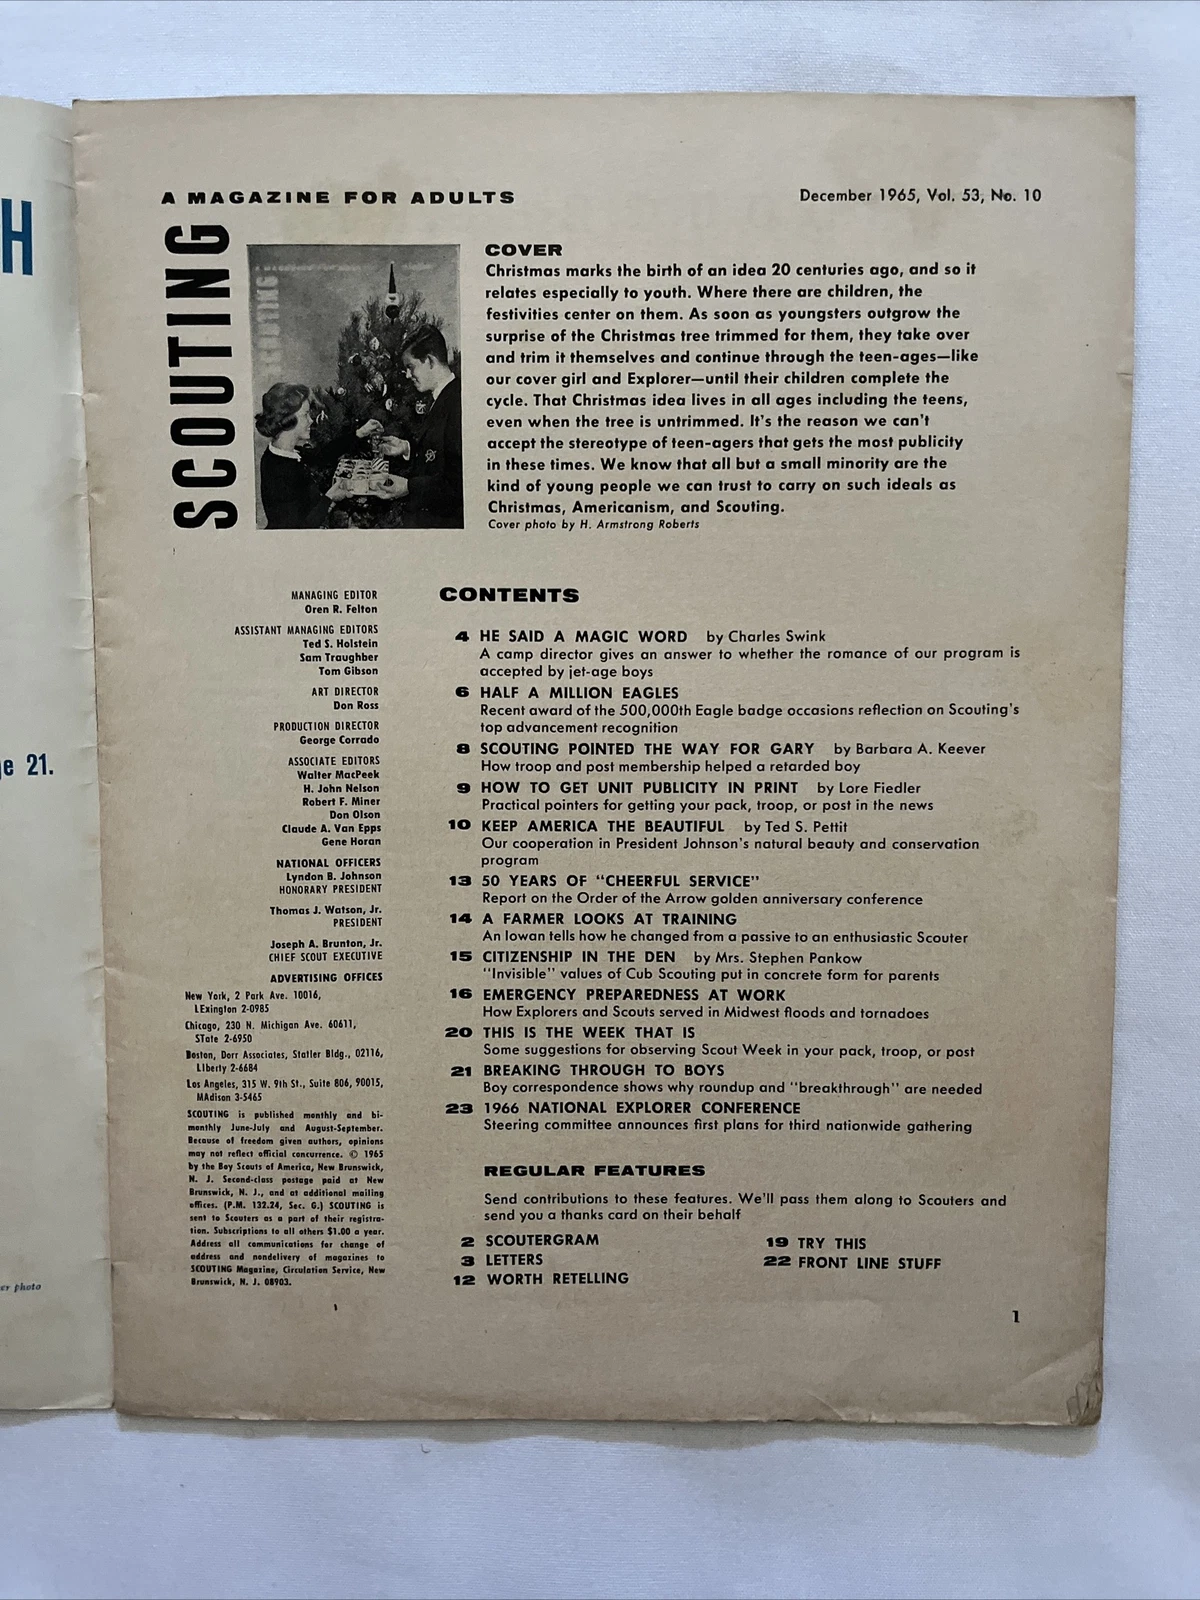 H
ge 21.
er photo
A MAGAZINE FOR ADULTS
December 1965, Vol. 53, No. 10
SCOUTING
SCOUTING
COVER
Christmas marks the birth of an idea 20 centuries ago, and so it
relates especially to youth. Where there are children, the
festivities center on them. As soon as youngsters outgrow the
surprise of the Christmas tree trimmed for them, they take over
and trim it themselves and continue through the teen-ages—like
our cover girl and Explorer—until their children complete the
cycle. That Christmas idea lives in all ages including the teens,
even when the tree is untrimmed. It's the reason we can't
accept the stereotype of teen-agers that gets the most publicity
in these times. We know that all but a small minority are the
kind of young people we can trust to carry on such ideals as
Christmas, Americanism, and Scouting.
Cover photo by H. Armstrong Roberts
MANAGING EDITOR
Oren R. Felton
ASSISTANT MANAGING EDITORS
Ted S. Holstein
Sam Traughber
Tom Gibson
ART DIRECTOR
Don Ross
PRODUCTION DIRECTOR
George Corrado
ASSOCIATE EDITORS
Walter MacPeek
H. John Nelson
Robert F. Miner
Don Olson
Claude A. Van Epps
Gene Horan
NATIONAL OFFICERS
Lyndon B. Johnson
HONORARY PRESIDENT
Thomas J. Watson, Jr.
PRESIDENT
Joseph A. Brunton, Jr.
CHIEF SCOUT EXECUTIVE
ADVERTISING OFFICES
New York, 2 Park Ave. 10016,
LExington 2-0985
Chicago, 230 N. Michigan Ave. 60611,
STate 2-6950
Boston, Dorr Associates, Statler Bldg., 02116,
LIberty 2-6684
Los Angeles, 315 W. 9th St., Suite 806, 90015,
MAdison 3-5465
SCOUTING is published monthly and bi-
monthly June-July and August-September.
Because of freedom given authors, opinions
may not reflect official concurrence. © 1965
by the Boy Scouts of America, New Brunswick,
N. J. Second-class postage paid at New
Brunswick, N. J., and at additional mailing
offices. (P.M. 132.24, Sec. G.) SCOUTING is
sent to Scouters as a part of their registra-
tion. Subscriptions to all others $1.00 a year.
Address all communications for change of
address and nondelivery of magazines to
SCOUTING Magazine, Circulation Service, New
Brunswick, N. J. 08903.
CONTENTS
4 HE SAID A MAGIC WORD by Charles Swink
A camp director gives an answer to whether the romance of our program is
accepted by jet-age boys
6 HALF A MILLION EAGLES
Recent award of the 500,000th Eagle badge occasions reflection on Scouting's
top advancement recognition
8 SCOUTING POINTED THE WAY FOR GARY by Barbara A. Keever
How troop and post membership helped a retarded boy
9 HOW TO GET UNIT PUBLICITY IN PRINT by Lore Fiedler
Practical pointers for getting your pack, troop, or post in the news
10 KEEP AMERICA THE BEAUTIFUL by Ted S. Pettit
Our cooperation in President Johnson's natural beauty and conservation
program
13 50 YEARS OF "CHEERFUL SERVICE"
Report on the Order of the Arrow golden anniversary conference
14 A FARMER LOOKS AT TRAINING
An Iowan tells how he changed from a passive to an enthusiastic Scouter
15 CITIZENSHIP IN THE DEN by Mrs. Stephen Pankow
"Invisible" values of Cub Scouting put in concrete form for parents
16 EMERGENCY PREPAREDNESS AT WORK
How Explorers and Scouts served in Midwest floods and tornadoes
20 THIS IS THE WEEK THAT IS
Some suggestions for observing Scout Week in your pack, troop, or post
21 BREAKING THROUGH TO BOYS
Boy correspondence shows why roundup and "breakthrough" are needed
23 1966 NATIONAL EXPLORER CONFERENCE
Steering committee announces first plans for third nationwide gathering
REGULAR FEATURES
Send contributions to these features. We'll pass them along to Scouters and
send you a thanks card on their behalf
2 SCOUTERGRAM
3 LETTERS
12 WORTH RETELLING
19 TRY THIS
22 FRONT LINE STUFF
1